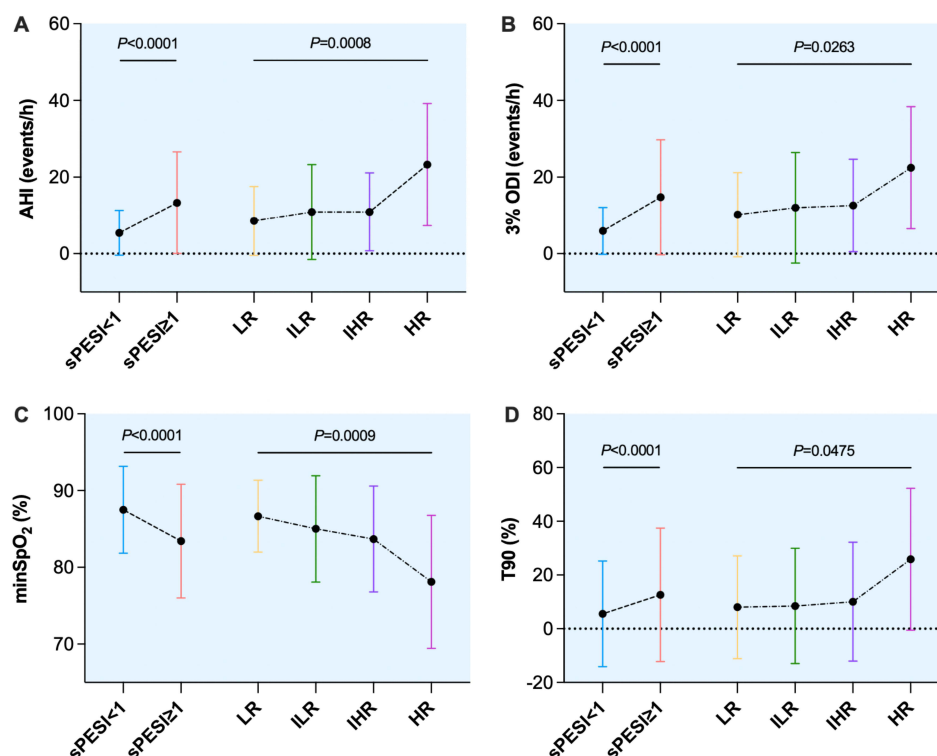 A
AHI (events/h)
60
40
20
0
P<0.0001
P=0.0008
sPESI<1
sPESI≥1
LR
ILR
IHR
HR
B
3% ODI (events/h)
60
40
20
0
P<0.0001
P=0.0263
sPESI<1
sPESI≥1
LR
ILR
IHR
HR
C
minSpO₂ (%)
100
90
80
70
P<0.0001
P=0.0009
sPESI<1
sPESI≥1
LR
ILR
IHR
HR
D
T90 (%)
80
60
40
20
0
-20
P<0.0001
P=0.0475
sPESI<1
sPESI≥1
LR
ILR
IHR
HR